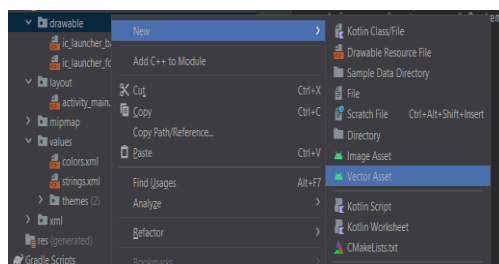 drawable
ic_launcher_b
ic_launcher_fo
layout
activity_main.
mipmap
values
colors.xml
strings.xml
themes (2)
xml
res (generated)
Gradle Scripts
New
Add C++ to Module
Cut Ctrl+X
Copy Ctrl+C
Copy Path/Reference...
Paste Ctrl+V
Find Usages Alt+F7
Analyze
Refactor
Bookmarks
Kotlin Class/File
Drawable Resource File
Sample Data Directory
File
Scratch File Ctrl+Alt+Shift+Insert
Directory
Image Asset
Vector Asset
Kotlin Script
Kotlin Worksheet
CMakeLists.txt